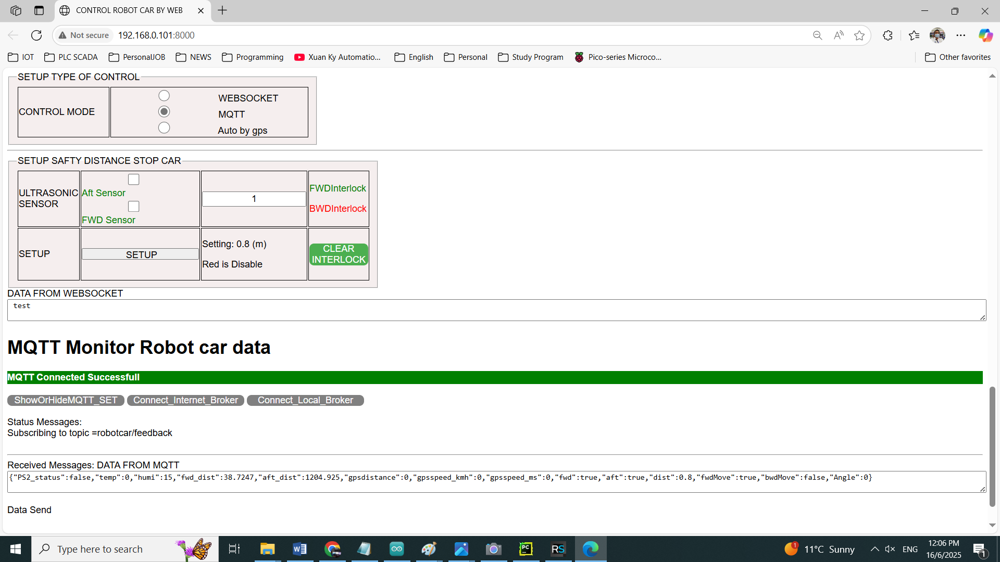 CONTROL ROBOT CAR BY WEB
Not secure
192.168.0.101:8000
IOT
PLC SCADA
PersonalJOB
NEWS
Programming
Xuan Ky Automatio...
English
Personal
Study Program
Pico-series Microco...
Other favorites
SETUP TYPE OF CONTROL
CONTROL MODE
WEBSOCKET
MQTT
Auto by gps
SETUP SAFTY DISTANCE STOP CAR
ULTRASONIC
SENSOR
Aft Sensor
FWD Sensor
1
FWDInterlock
BWDInterlock
SETUP
SETUP
Setting: 0.8 (m)
Red is Disable
CLEAR
INTERLOCK
DATA FROM WEBSOCKET
test
MQTT Monitor Robot car data
MQTT Connected Successfull
ShowOrHideMQTT_SET
Connect_Internet_Broker
Connect_Local_Broker
Status Messages:
Subscribing to topic =robotcar/feedback
Received Messages: DATA FROM MQTT
{"PS2_status":false,"temp":0,"humi":15,"fwd_dist":38.7247,"aft_dist":1204.925,"gpsdistance":0,"gpsspeed_kmh":0,"gpsspeed_ms":0,"fwd":true,"aft":true,"dist":0.8,"fwdMove":true,"bwdMove":false,"Angle":0}
Data Send
Type here to search
PC
RS
1
11°C Sunny
ENG
12:06 PM
16/6/2025
1